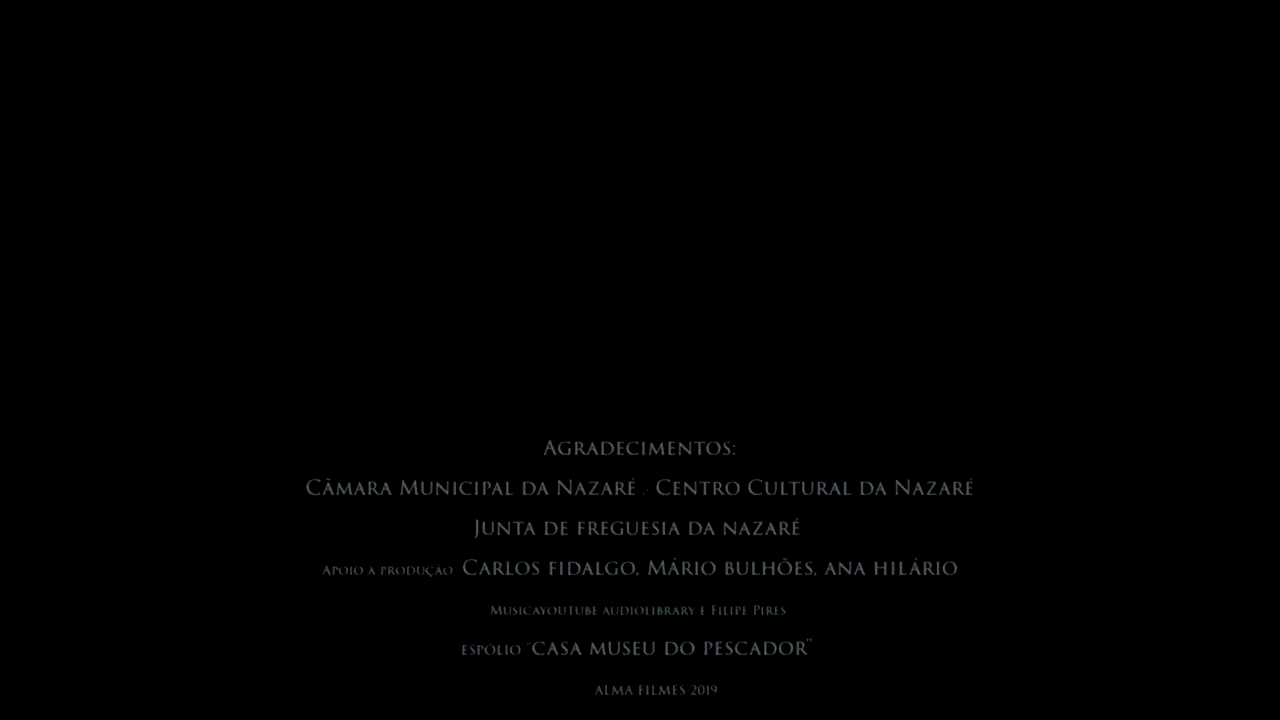 Agradecimentos:
Cãmara Municipal da Nazaré . Centro Cultural da Nazaré
Junta de freguesia da nazaré
apoio à produção Carlos fidalgo, Mário bulhões, ana hilário
Musicayoutube audiolibrary e Filipe Pires
espólio "casa museu do pescador"
alma filmes 2019